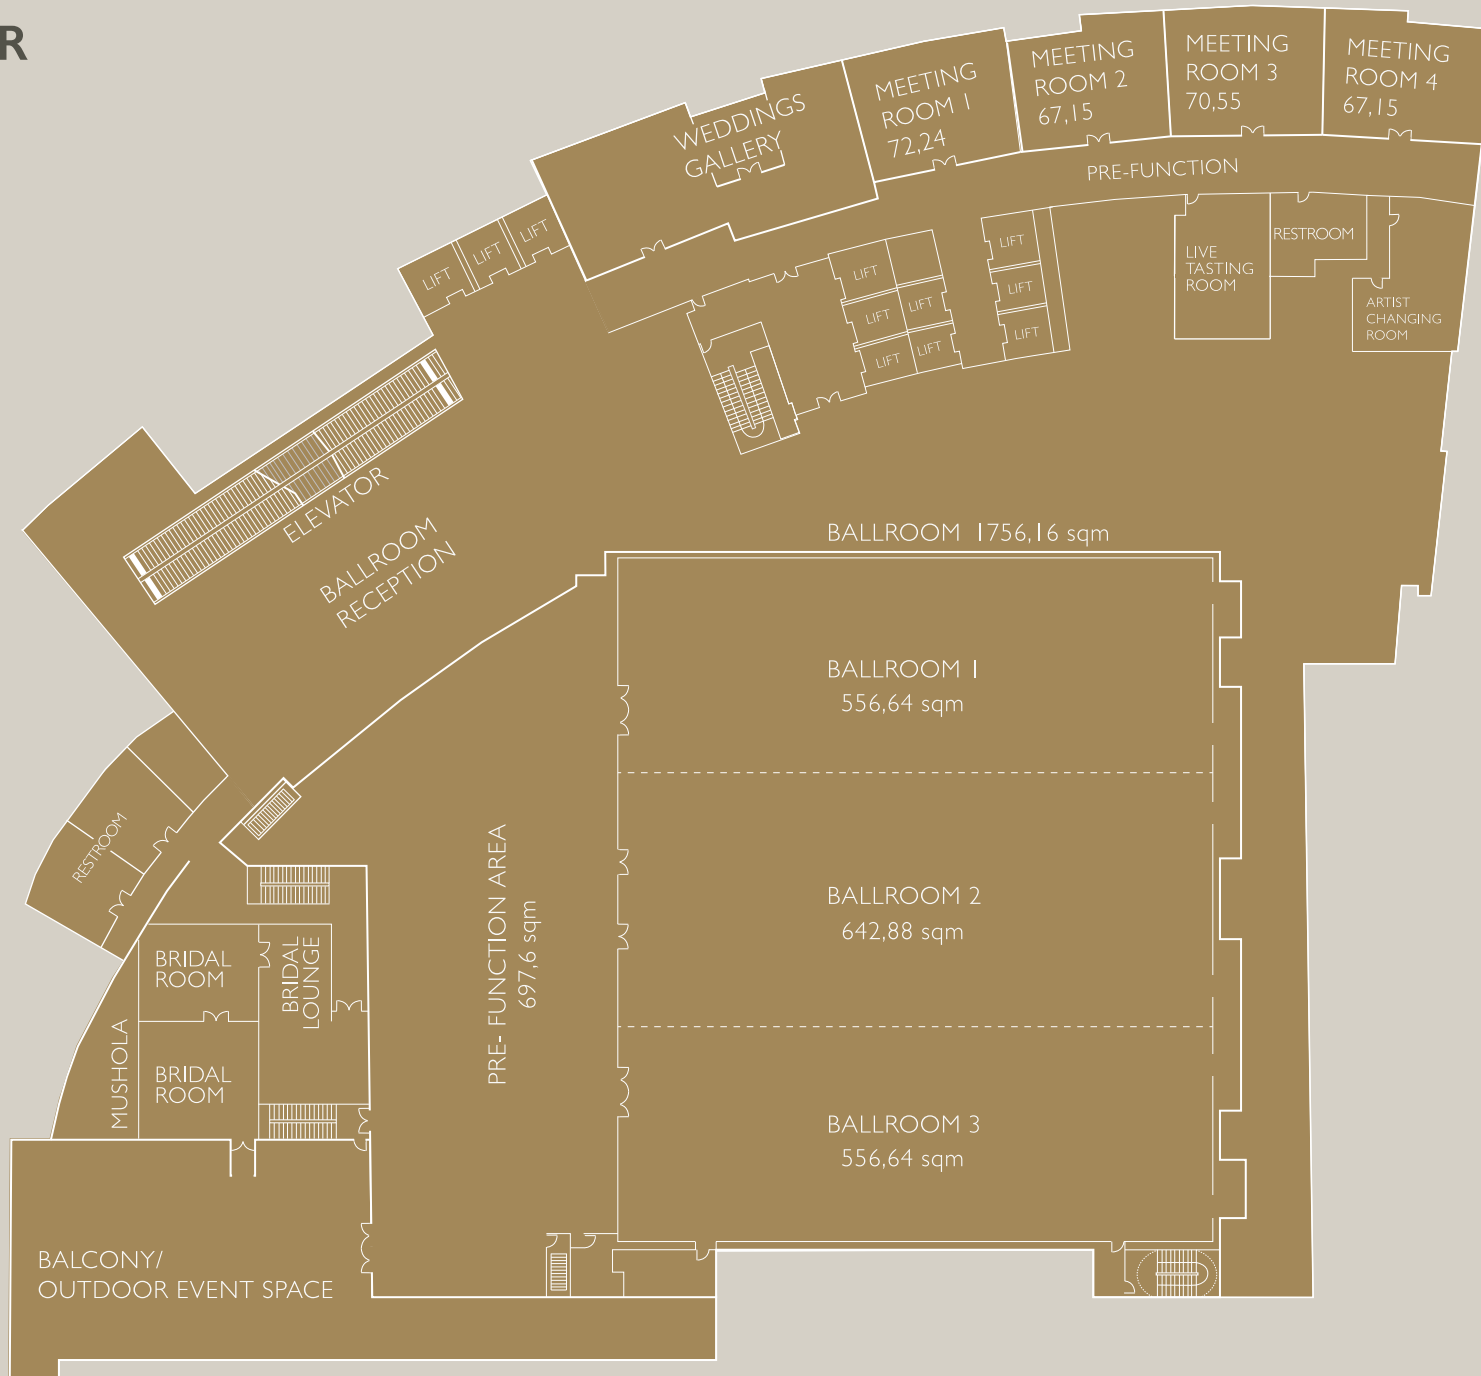 R
MEETING
ROOM 1
72,24
MEETING
ROOM 2
67,15
MEETING
ROOM 3
70,55
MEETING
ROOM 4
67,15
WEDDINGS
GALLERY
PRE-FUNCTION
LIFT
LIFT
LIFT
LIFT
LIFT
LIFT
LIFT
LIFT
LIFT
LIFT
LIFT
LIVE
TASTING
ROOM
RESTROOM
ARTIST
CHANGING
ROOM
ELEVATOR
BALLROOM
RECEPTION
BALLROOM 1756,16 sqm
BALLROOM 1
556,64 sqm
BALLROOM 2
642,88 sqm
BALLROOM 3
556,64 sqm
PRE- FUNCTION AREA
697,6 sqm
RESTROOM
BRIDAL
ROOM
BRIDAL
LOUNGE
MUSHOLA
BRIDAL
ROOM
BALCONY/
OUTDOOR EVENT SPACE